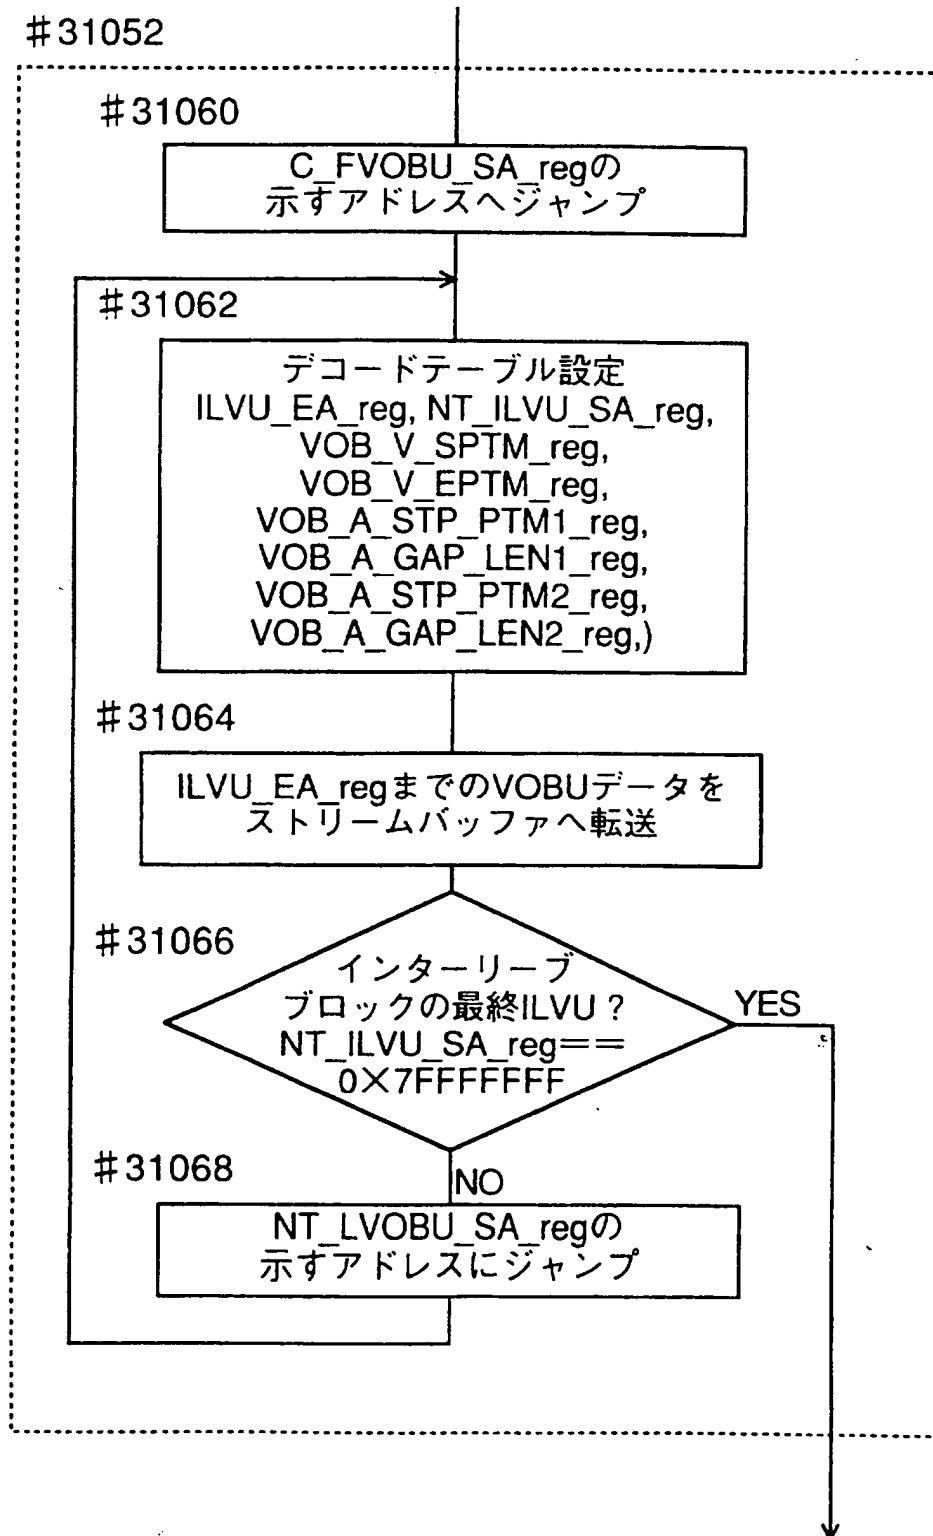 #31052
#31060
C_FVOBU_SA_regの
示すアドレスへジャンプ
#31062
デコードテーブル設定
ILVU_EA_reg, NT_ILVU_SA_reg,
VOB_V_SPTM_reg,
VOB_V_EPTM_reg,
VOB_A_STP_PTM1_reg,
VOB_A_GAP_LEN1_reg,
VOB_A_STP_PTM2_reg,
VOB_A_GAP_LEN2_reg,)
#31064
ILVU_EA_regまでのVOBUデータを
ストリームバッファへ転送
#31066
インターリーブ
ブロックの最終ILVU?
NT_ILVU_SA_reg==
0×7FFFFFFF
YES
#31068
NO
NT_LVOBU_SA_regの
示すアドレスにジャンプ